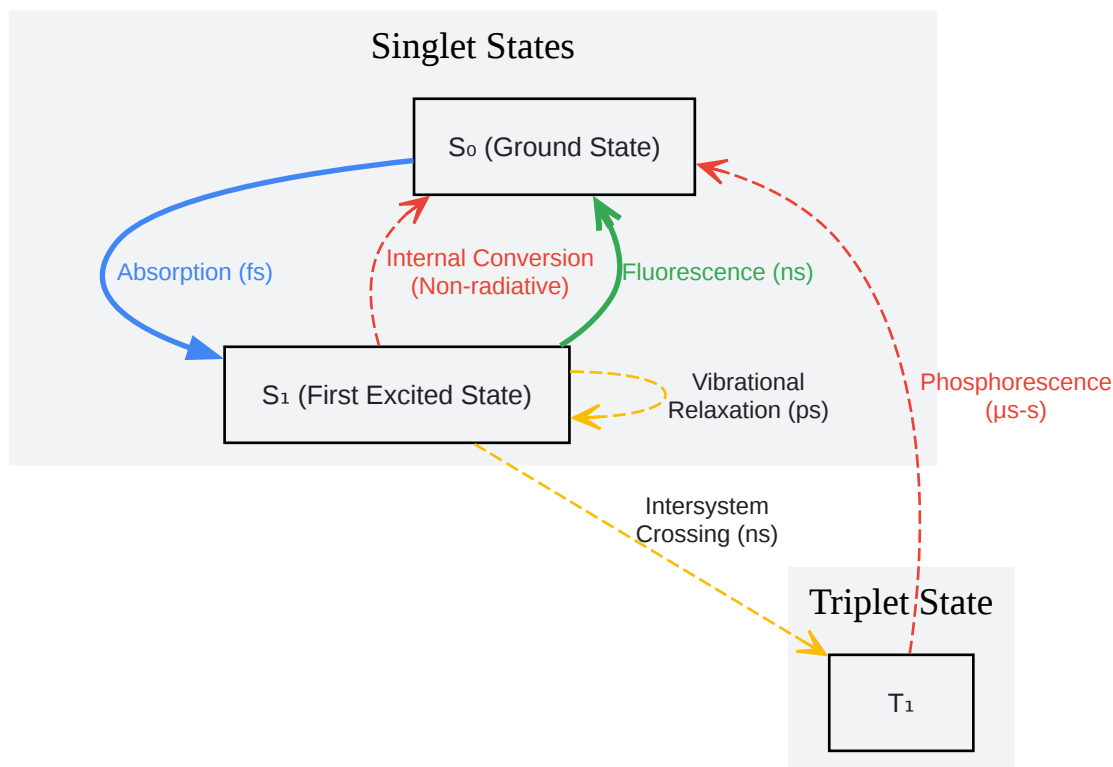 Singlet States
S₀ (Ground State)
Absorption (fs)
Internal Conversion
(Non-radiative)
Fluorescence (ns)
S₁ (First Excited State)
Vibrational
Relaxation (ps)
Phosphorescence
(μs-s)
Intersystem
Crossing (ns)
Triplet State
T₁